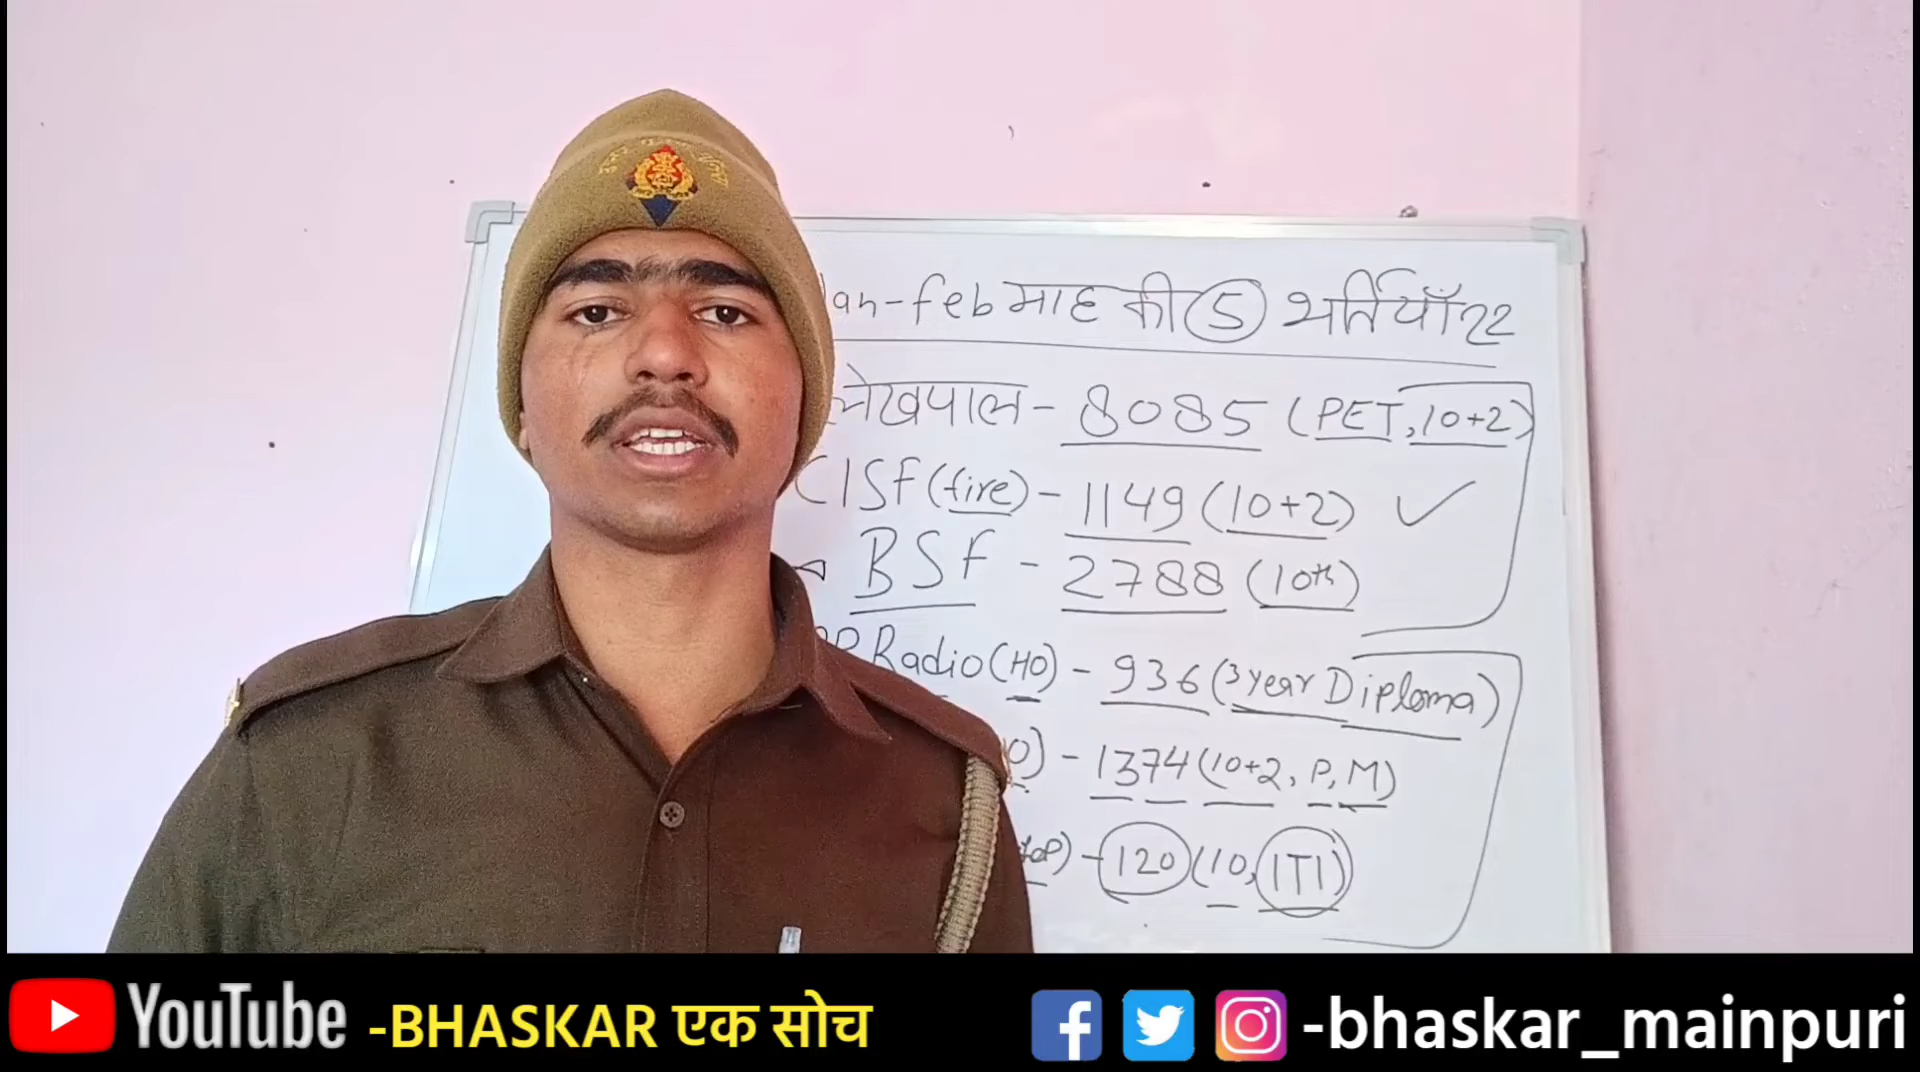 Jan-feb माह की 5 भर्तियाँ 22
लेखपाल - 8085 (PET, 10+2)
CISF (fire) - 1149 (10+2)
BSF - 2788 (10th)
Radio (HO) - 936 (3 year Diploma)
- 1374 (10+2, P, M)
- 120 (10, ITI)
YouTube -BHASKAR एक सोच
-bhaskar_mainpuri